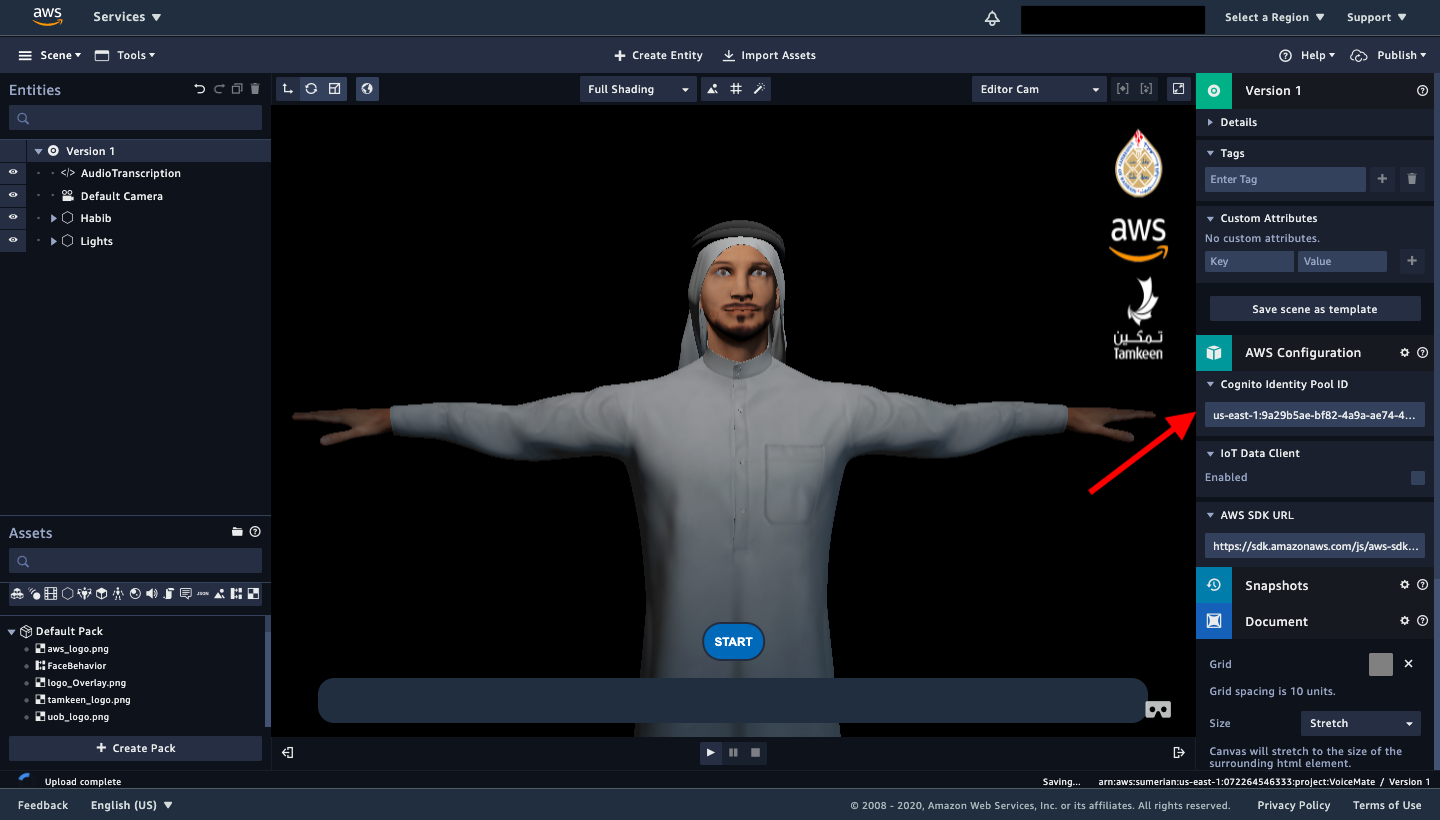 aws
Services
Select a Region
Support
Scene
Tools
Create Entity
Import Assets
Help
Publish
Entities
Version 1
AudioTranscription
Default Camera
Habib
Lights
Assets
JSON
Default Pack
aws_logo.png
FaceBehavior
logo_Overlay.png
tamkeen_logo.png
uob_logo.png
Create Pack
Full Shading
Editor Cam
aws
تمكين
Tamkeen
START
Version 1
Details
Tags
Enter Tag
Custom Attributes
No custom attributes.
Key
Value
Save scene as template
AWS Configuration
Cognito Identity Pool ID
us-east-1:9a29b5ae-bf82-4a9a-ae74-4...
IoT Data Client
Enabled
AWS SDK URL
https://sdk.amazonaws.com/js/aws-sdk...
Snapshots
Document
Grid
Grid spacing is 10 units.
Size
Stretch
Canvas will stretch to the size of the
surrounding html element.
Upload complete
Saving...
arn:aws:sumerian:us-east-1:072264546333:project:VoiceMate / Version 1
Feedback
English (US)
© 2008 - 2020, Amazon Web Services, Inc. or its affiliates. All rights reserved.
Privacy Policy
Terms of Use